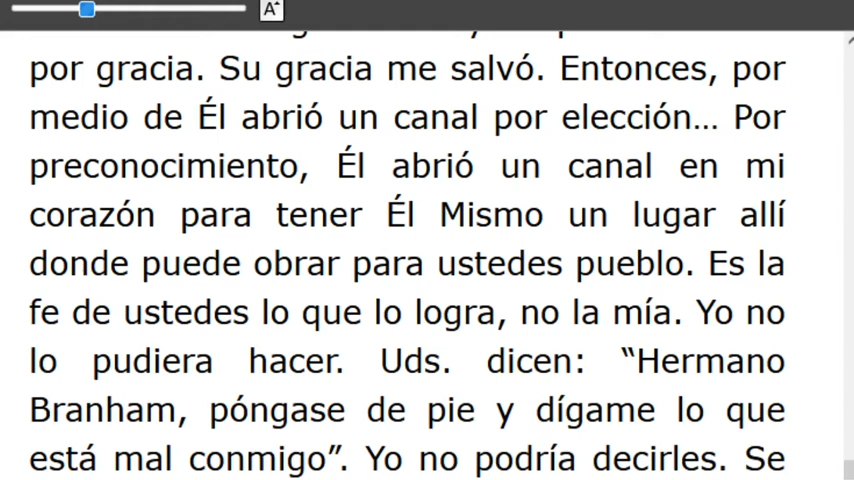 A
por gracia. Su gracia me salvó. Entonces, por
medio de Él abrió un canal por elección... Por
preconocimiento, Él abrió un canal en mi
corazón para tener Él Mismo un lugar allí
donde puede obrar para ustedes pueblo. Es la
fe de ustedes lo que lo logra, no la mía. Yo no
lo pudiera hacer. Uds. dicen: “Hermano
Branham, póngase de pie y dígame lo que
está mal conmigo”. Yo no podría decirles. Se